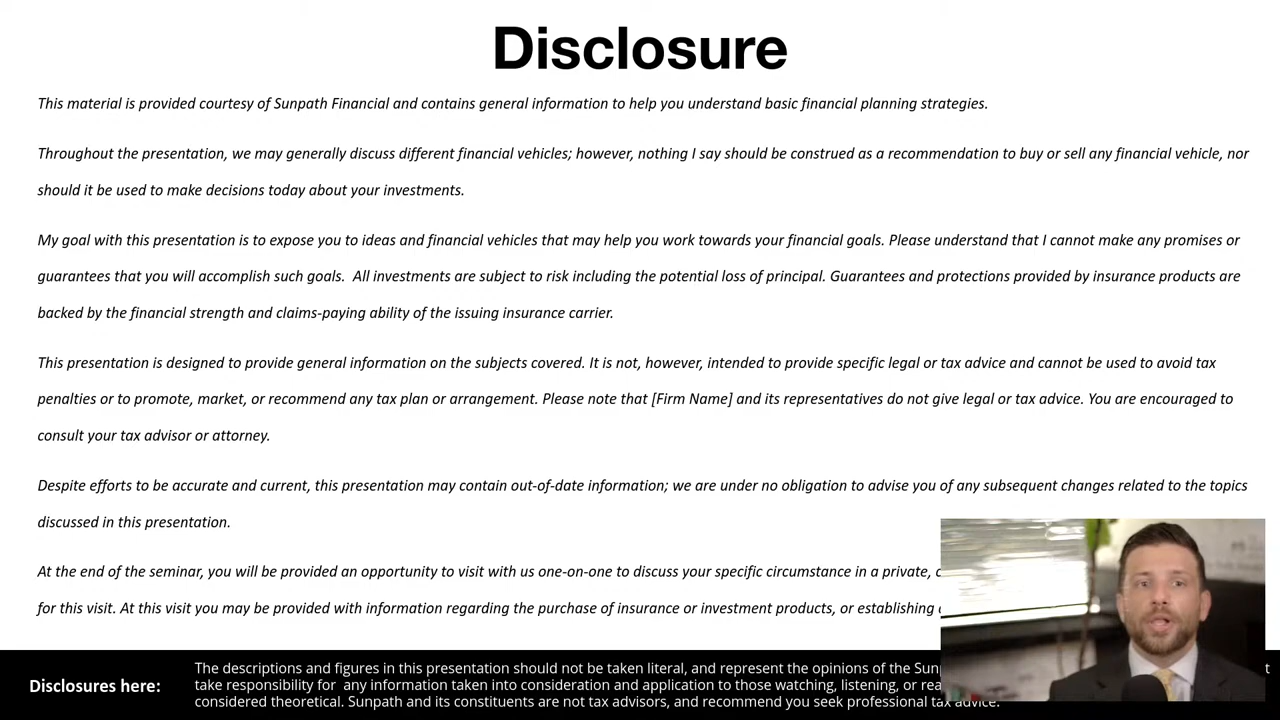 Disclosure
This material is provided courtesy of Sunpath Financial and contains general information to help you understand basic financial planning strategies.
Throughout the presentation, we may generally discuss different financial vehicles; however, nothing I say should be construed as a recommendation to buy or sell any financial vehicle, nor
should it be used to make decisions today about your investments.
My goal with this presentation is to expose you to ideas and financial vehicles that may help you work towards your financial goals. Please understand that I cannot make any promises or
guarantees that you will accomplish such goals.  All investments are subject to risk including the potential loss of principal. Guarantees and protections provided by insurance products are
backed by the financial strength and claims-paying ability of the issuing insurance carrier.
This presentation is designed to provide general information on the subjects covered. It is not, however, intended to provide specific legal or tax advice and cannot be used to avoid tax
penalties or to promote, market, or recommend any tax plan or arrangement. Please note that [Firm Name] and its representatives do not give legal or tax advice. You are encouraged to
consult your tax advisor or attorney.
Despite efforts to be accurate and current, this presentation may contain out-of-date information; we are under no obligation to advise you of any subsequent changes related to the topics
discussed in this presentation.
At the end of the seminar, you will be provided an opportunity to visit with us one-on-one to discuss your specific circumstance in a private,
for this visit. At this visit you may be provided with information regarding the purchase of insurance or investment products, or establishing
Disclosures here:
The descriptions and figures in this presentation should not be taken literal, and represent the opinions of the
take responsibility for  any information taken into consideration and application to those watching, listening, or
considered theoretical. Sunpath and its constituents are not tax advisors, and recommend you seek professional tax advice.